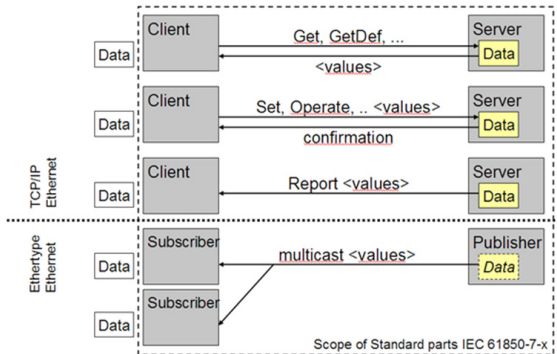 Client
Get, GetDef, ...
Server
Data
Data
<values>
Client
Set, Operate, .. <values>
Server
Data
Data
confirmation
Client
Report <values>
Server
Data
Data
TCP/IP
Ethernet
Ethertype
Ethernet
Subscriber
multicast <values>
Publisher
Data
Data
Subscriber
Data
Scope of Standard parts IEC 61850-7-x